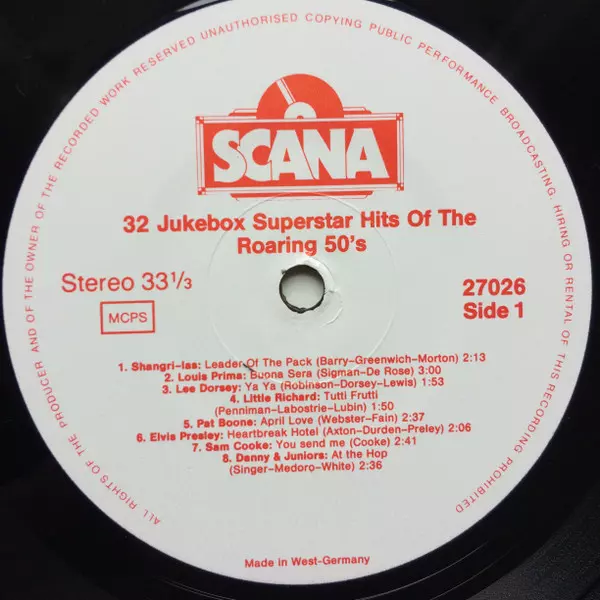 ALL RIGHTS OF THE PRODUCER AND OF THE OWNER OF THE RECORDED WORK RESERVED UNAUTHORISED COPYING PUBLIC PERFORMANCE BROADCASTING HIRING OR RENTAL OF THIS RECORDING PROHIBITED
SCANA
32 Jukebox Superstar Hits Of The
Roaring 50's
Stereo 33 1/3
MCPS
27026
Side 1
1. Shangri-las: Leader Of The Pack (Barry-Greenwich-Morton) 2:13
2. Louis Prima: Buona Sera (Sigman-De Rose) 3:00
3. Lee Dorsey: Ya Ya (Robinson-Dorsey-Lewis) 1:53
4. Little Richard: Tutti Frutti
(Penniman-Labostrie-Lubin) 1:50
5. Pat Boone: April Love (Webster-Fain) 2:37
6. Elvis Presley: Heartbreak Hotel (Axton-Durden-Preley) 2:06
7. Sam Cooke: You send me (Cooke) 2:41
8. Danny & Juniors: At the Hop
(Singer-Medoro-White) 2:36
Made in West-Germany